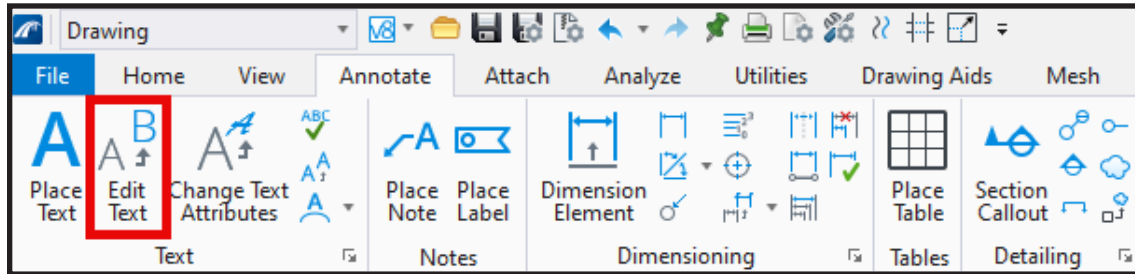 Drawing
File Home View Annotate Attach Analyze Utilities Drawing Aids Mesh
Place Text
Edit Text
Change Text Attributes
ABC
Place Note
Place Label
Dimension Element
Place Table
Section Callout
Text Notes Dimensioning Tables Detailing